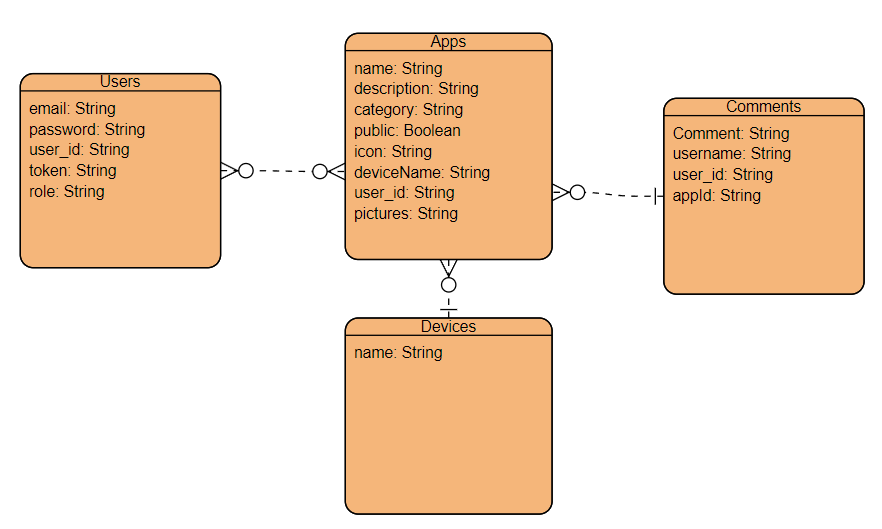 Users
email: String
password: String
user_id: String
token: String
role: String
Apps
name: String
description: String
category: String
public: Boolean
icon: String
deviceName: String
user_id: String
pictures: String
Comments
Comment: String
username: String
user_id: String
appId: String
Devices
name: String